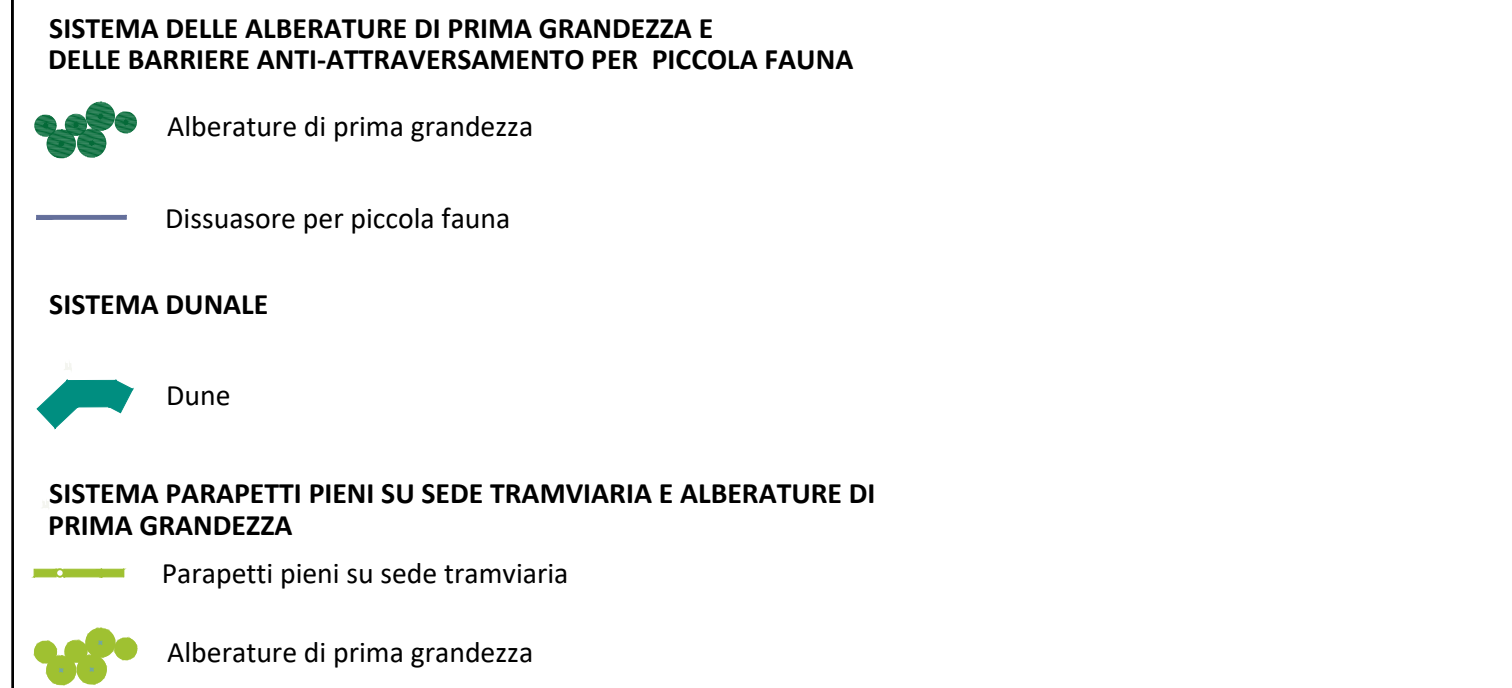 SISTEMA DELLE ALBERATURE DI PRIMA GRANDEZZA E
DELLE BARRIERE ANTI-ATTRAVERSAMENTO PER PICCOLA FAUNA
Alberature di prima grandezza
Dissuasore per piccola fauna
SISTEMA DUNALE
Dune
SISTEMA PARAPETTI PIENI SU SEDE TRAMVIARIA E ALBERATURE DI
PRIMA GRANDEZZA
Parapetti pieni su sede tramviaria
Alberature di prima grandezza